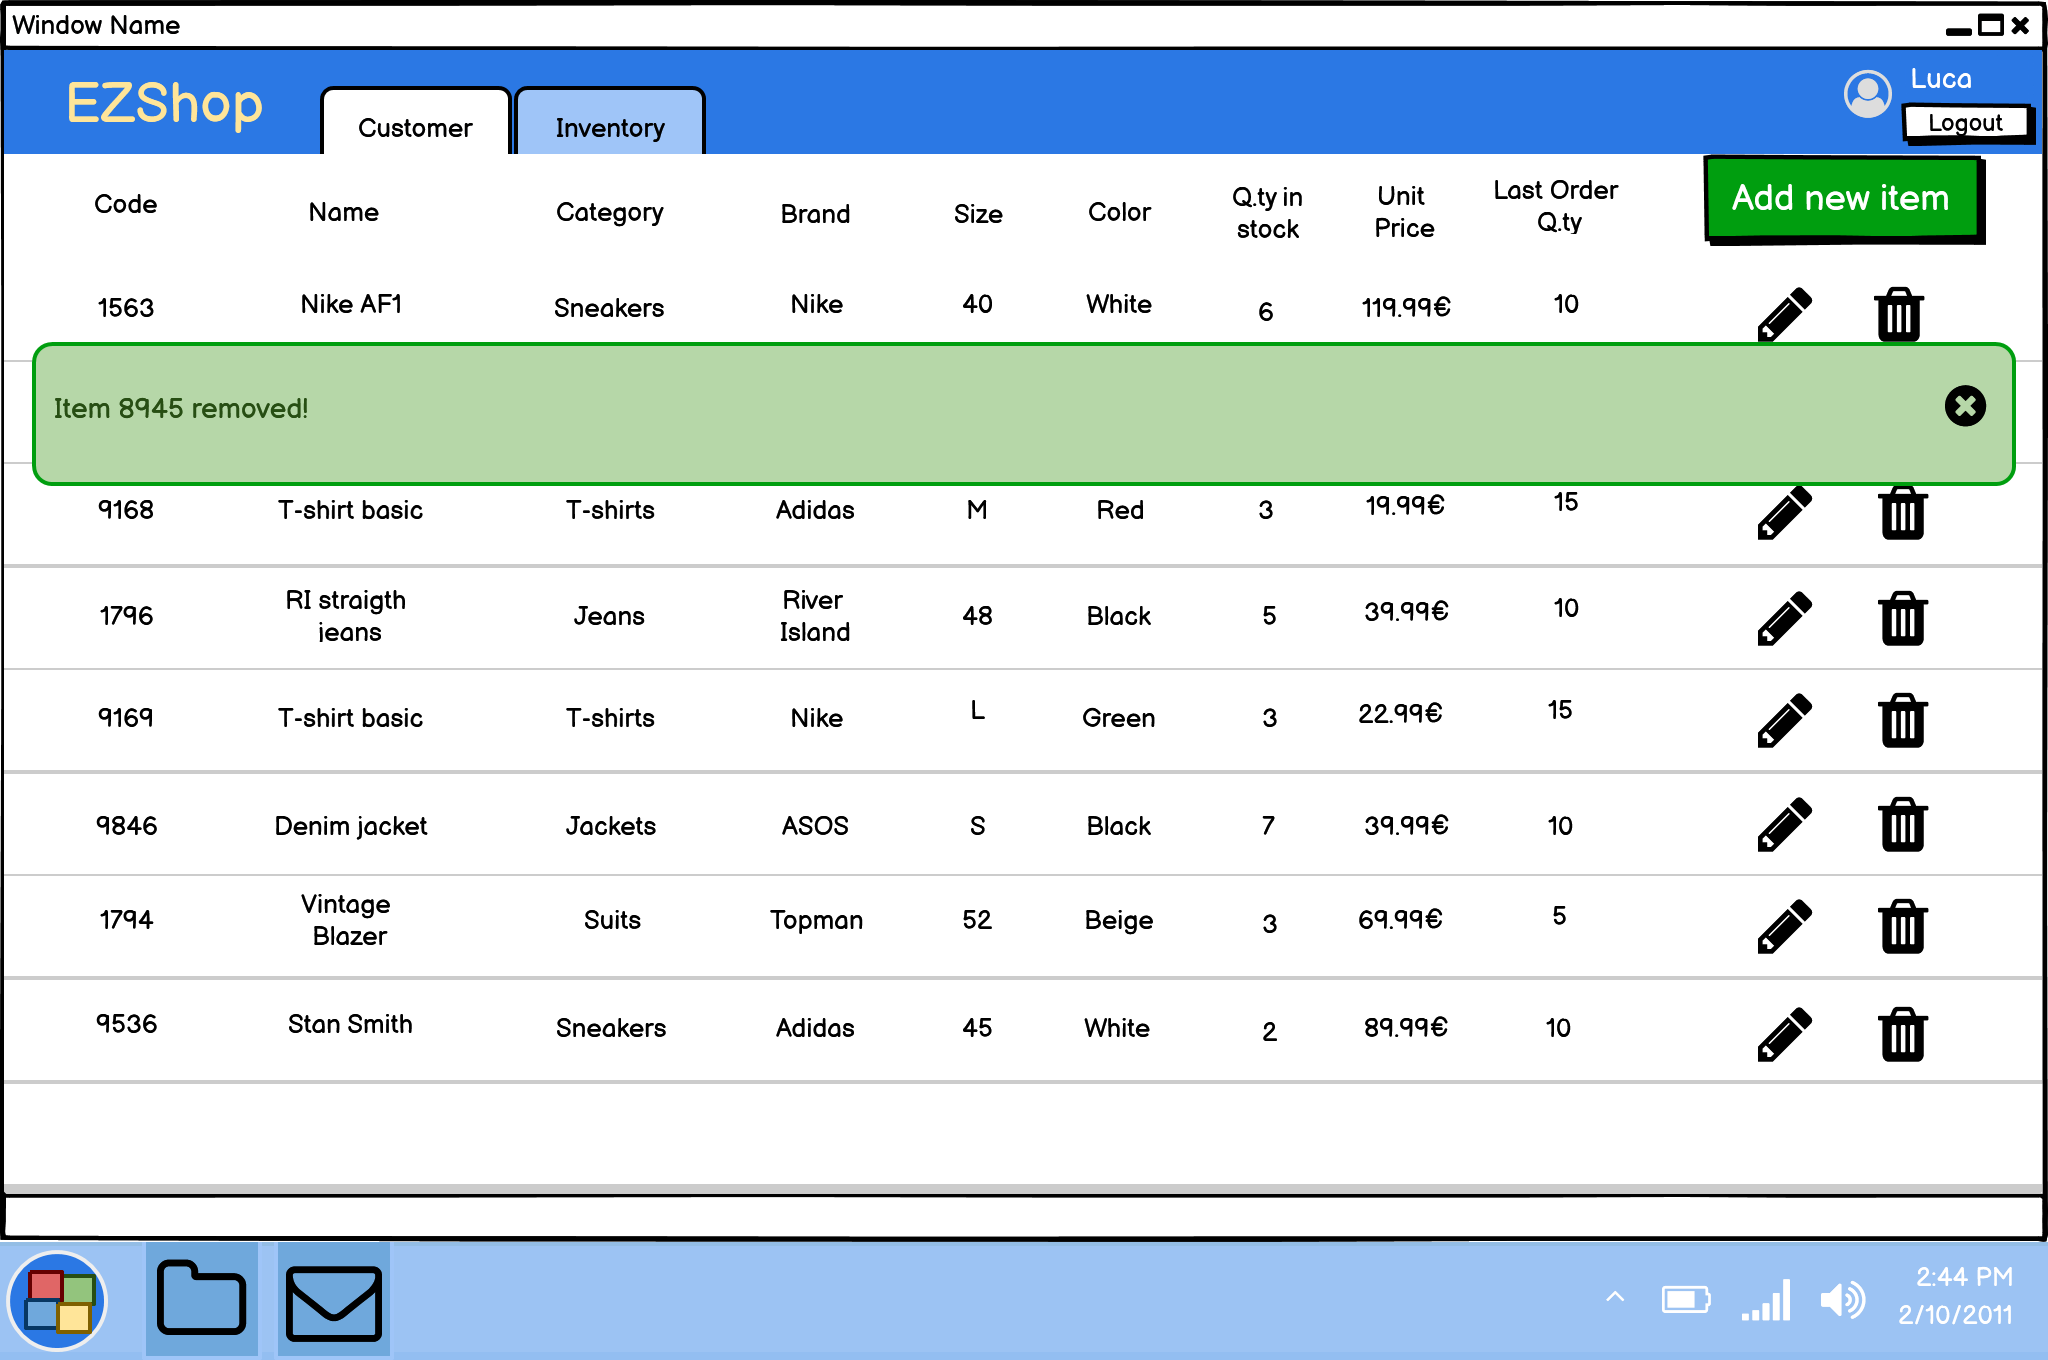 Window Name
EZShop
Customer
Inventory
Luca
Logout
Code
Name
Category
Brand
Size
Color
Q.ty in
stock
Unit
Price
Last Order
Q.ty
Add new item
1563 Nike AF1 Sneakers Nike 40 White 6 119.99€ 10
Item 8945 removed!
9168 T-shirt basic T-shirts Adidas M Red 3 19.99€ 15
1796
RI straigth
jeans
Jeans
River
Island
48 Black 5 39.99€ 10
9169 T-shirt basic T-shirts Nike L Green 3 22.99€ 15
9846 Denim jacket Jackets ASOS S Black 7 39.99€ 10
1794
Vintage
Blazer
Suits Topman 52 Beige 3 69.99€ 5
9536 Stan Smith Sneakers Adidas 45 White 2 89.99€ 10
2:44 PM
2/10/2011